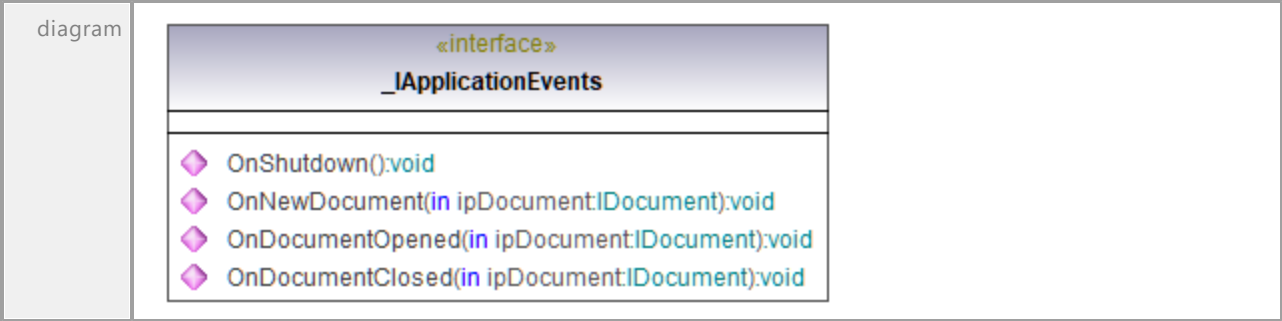 diagram
«interface»
_IApplicationEvents
OnShutdown():void
OnNewDocument(in ipDocument:IDocument):void
OnDocumentOpened(in ipDocument:IDocument):void
OnDocumentClosed(in ipDocument:IDocument):void